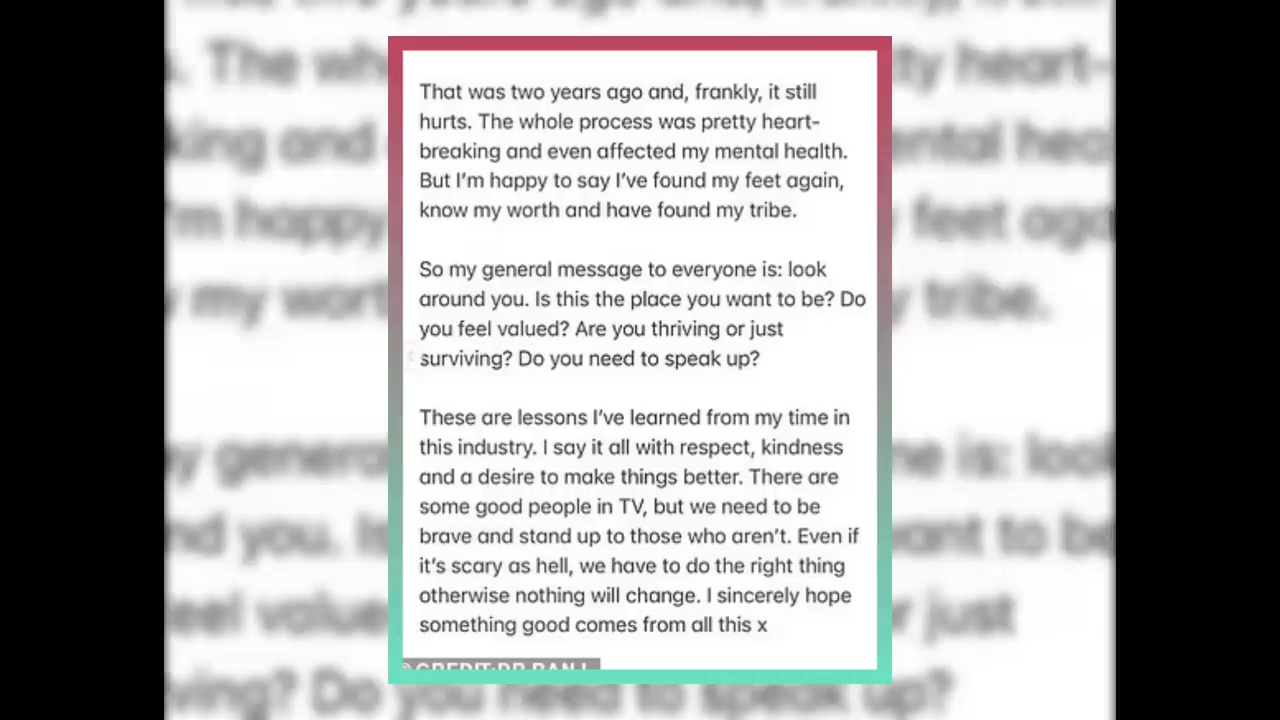 That was two years ago and, frankly, it still
hurts. The whole process was pretty heart-
breaking and even affected my mental health.
But I’m happy to say I’ve found my feet again,
know my worth and have found my tribe.
So my general message to everyone is: look
around you. Is this the place you want to be? Do
you feel valued? Are you thriving or just
surviving? Do you need to speak up?
These are lessons I’ve learned from my time in
this industry. I say it all with respect, kindness
and a desire to make things better. There are
some good people in TV, but we need to be
brave and stand up to those who aren’t. Even if
it’s scary as hell, we have to do the right thing
otherwise nothing will change. I sincerely hope
something good comes from all this x